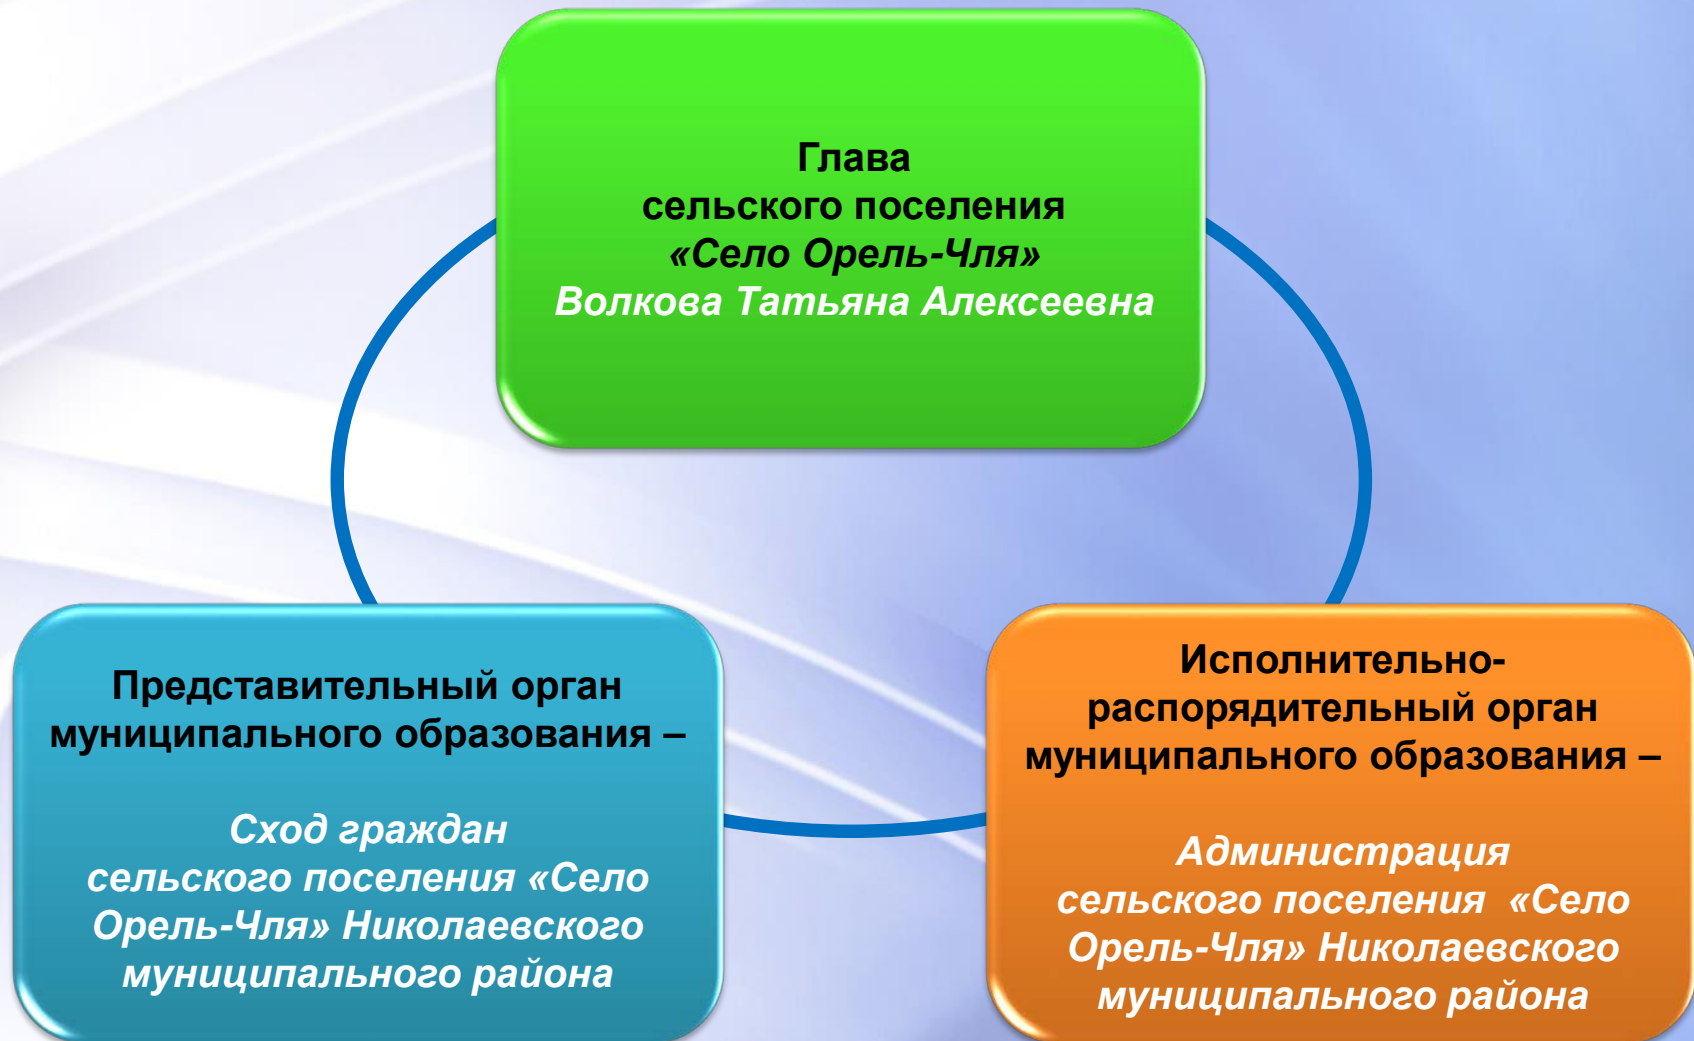 Глава
сельского поселения
«Село Орель-Чля»
Волкова Татьяна Алексеевна
Представительный орган
муниципального образования –
Сход граждан
сельского поселения «Село
Орель-Чля» Николаевского
муниципального района
Исполнительно-
распорядительный орган
муниципального образования –
Администрация
сельского поселения «Село
Орель-Чля» Николаевского
муниципального района